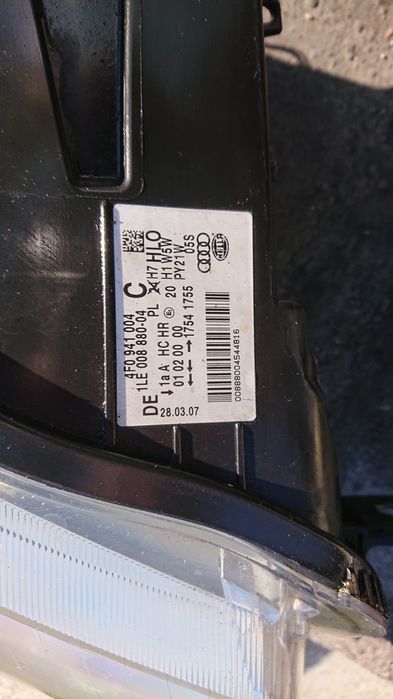 4F0 941 004 C
1LE 008 880-04
H7 HLO
H1 W5W
PY21W
05S
DE
1a A HC HR PL
01 02 00 00 20
1754 1755
28.03.07
00888004544816
HELLA